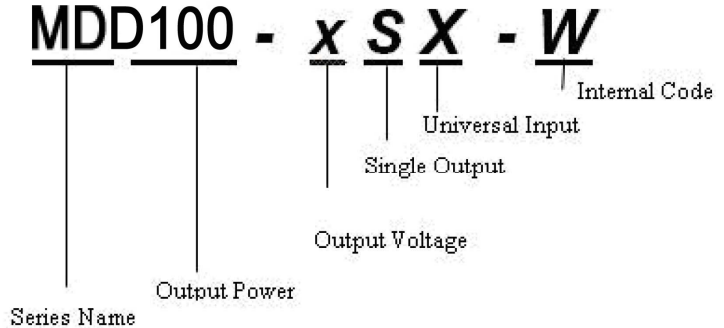 MDD100 - x S X - W
Internal Code
Universal Input
Single Output
Output Voltage
Output Power
Series Name